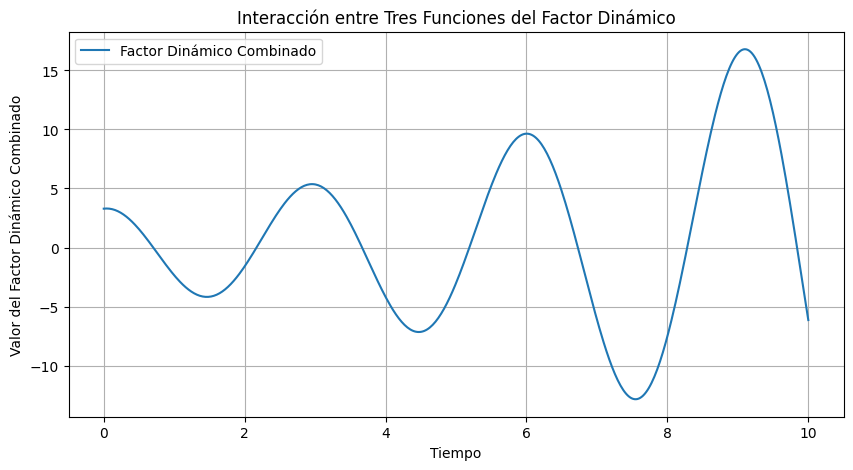 Interacción entre Tres Funciones del Factor Dinámico
Factor Dinámico Combinado
Valor del Factor Dinámico Combinado
15
10
5
0
−5
−10
0 2 4 6 8 10
Tiempo